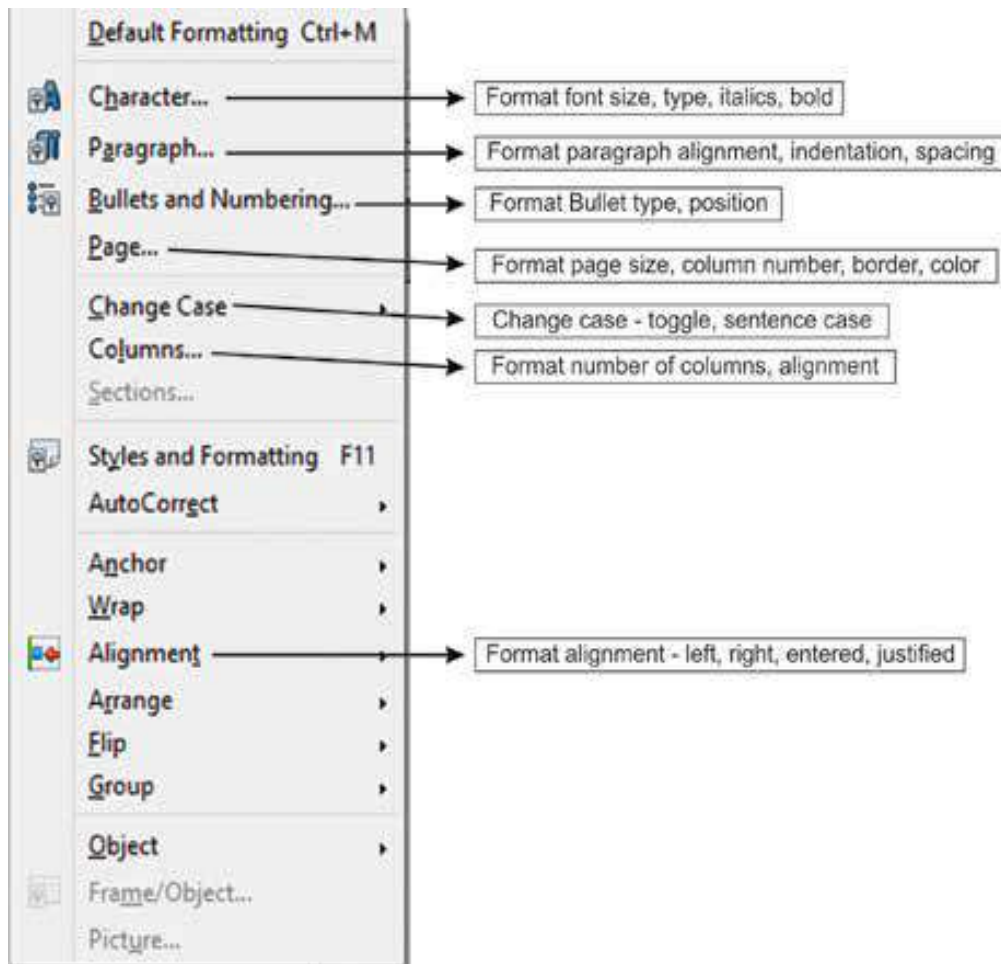 Default Formatting Ctrl+M
Character...
Format font size, type, italics, bold
Paragraph...
Format paragraph alignment, indentation, spacing
Bullets and Numbering...
Format Bullet type, position
Page...
Format page size, column number, border, color
Change Case
Change case - toggle, sentence case
Columns...
Format number of columns, alignment
Sections...
Styles and Formatting F11
AutoCorrect
Anchor
Wrap
Alignment
Format alignment - left, right, entered, justified
Arrange
Flip
Group
Object
Frame/Object...
Picture...